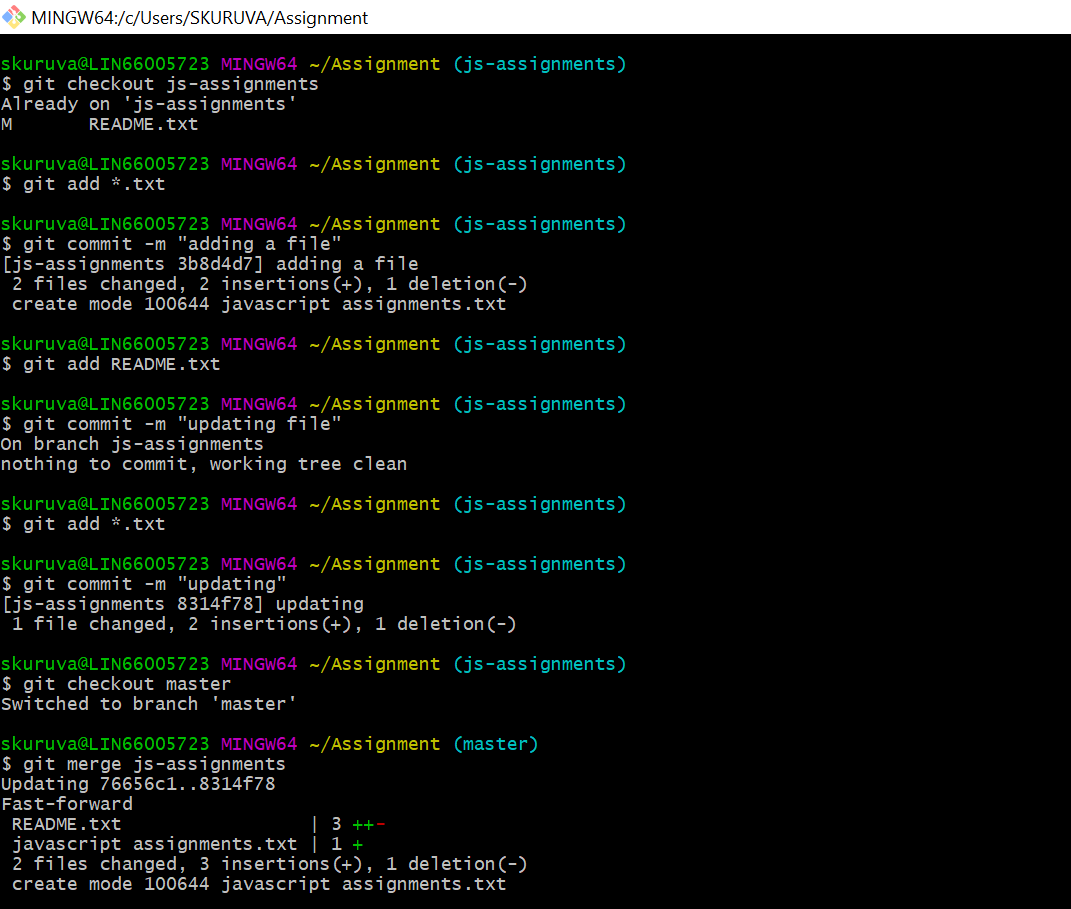 MINGW64:/c/Users/SKURUVA/Assignment
skuruva@LIN66005723 MINGW64 ~/Assignment (js-assignments)
$ git checkout js-assignments
Already on 'js-assignments'
M       README.txt
skuruva@LIN66005723 MINGW64 ~/Assignment (js-assignments)
$ git add *.txt
skuruva@LIN66005723 MINGW64 ~/Assignment (js-assignments)
$ git commit -m "adding a file"
[js-assignments 3b8d4d7] adding a file
 2 files changed, 2 insertions(+), 1 deletion(-)
 create mode 100644 javascript assignments.txt
skuruva@LIN66005723 MINGW64 ~/Assignment (js-assignments)
$ git add README.txt
skuruva@LIN66005723 MINGW64 ~/Assignment (js-assignments)
$ git commit -m "updating file"
On branch js-assignments
nothing to commit, working tree clean
skuruva@LIN66005723 MINGW64 ~/Assignment (js-assignments)
$ git add *.txt
skuruva@LIN66005723 MINGW64 ~/Assignment (js-assignments)
$ git commit -m "updating"
[js-assignments 8314f78] updating
 1 file changed, 2 insertions(+), 1 deletion(-)
skuruva@LIN66005723 MINGW64 ~/Assignment (js-assignments)
$ git checkout master
Switched to branch 'master'
skuruva@LIN66005723 MINGW64 ~/Assignment (master)
$ git merge js-assignments
Updating 76656c1..8314f78
Fast-forward
 README.txt                 | 3 ++-
 javascript assignments.txt | 1 +
 2 files changed, 3 insertions(+), 1 deletion(-)
 create mode 100644 javascript assignments.txt